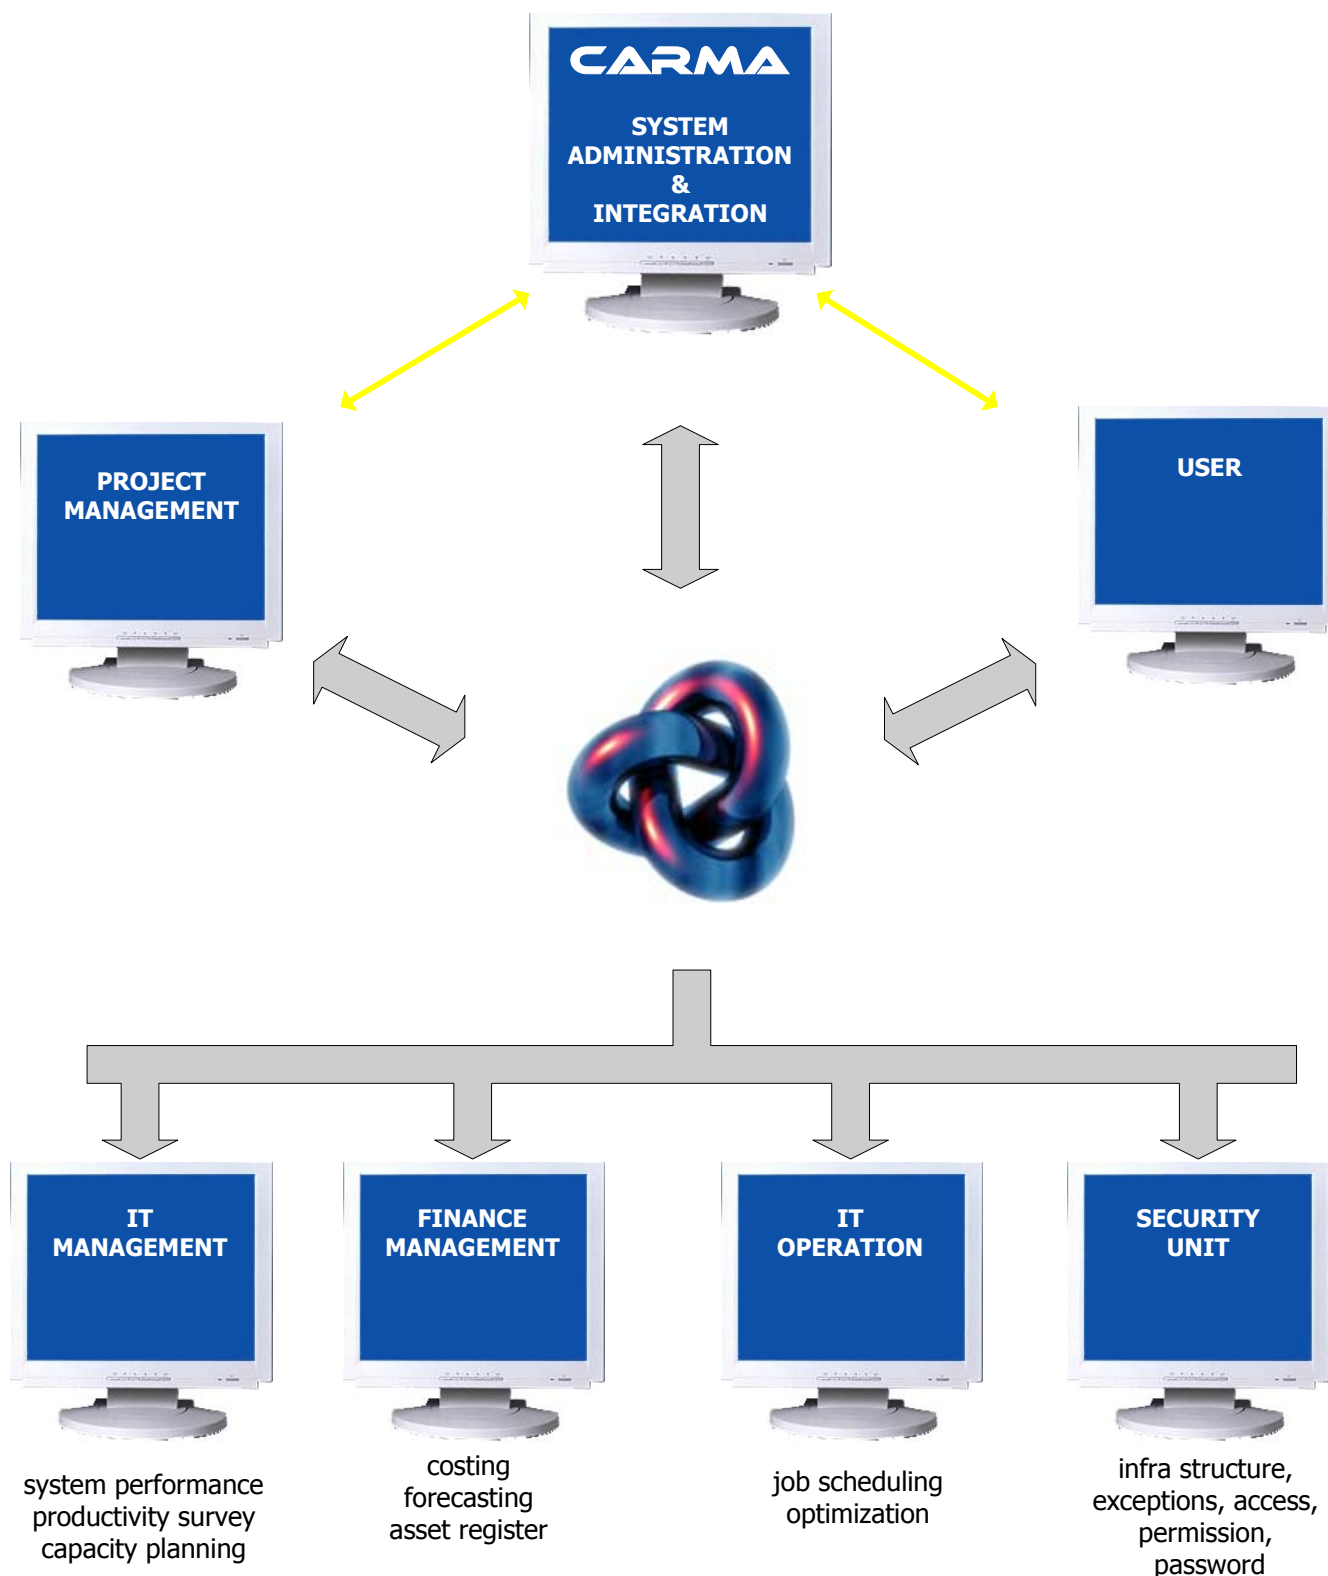 CARMA
SYSTEM
ADMINISTRATION
&
INTEGRATION
PROJECT
MANAGEMENT
USER
IT
MANAGEMENT
FINANCE
MANAGEMENT
IT
OPERATION
SECURITY
UNIT
system performance
productivity survey
capacity planning
costing
forecasting
asset register
job scheduling
optimization
infra structure,
exceptions, access,
permission,
password